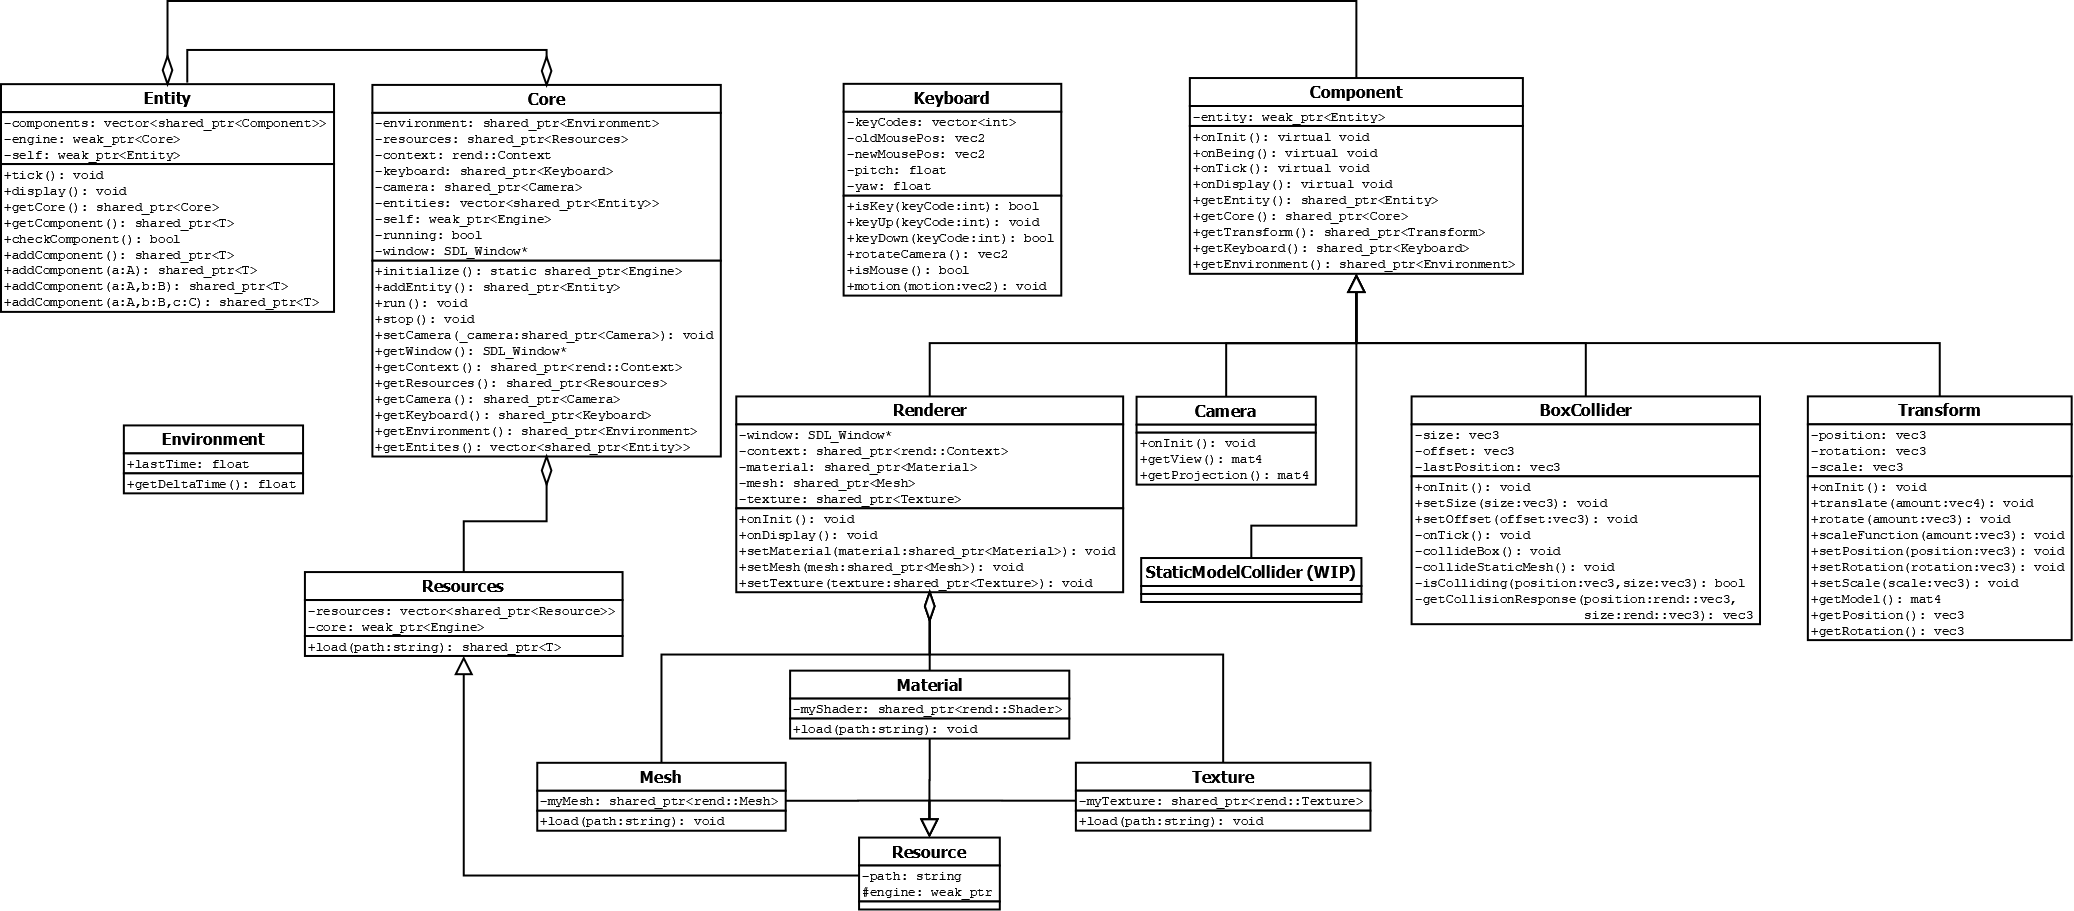 Entity
-components: vector<shared_ptr<Component>>
-engine: weak_ptr<Core>
-self: weak_ptr<Entity>
+tick(): void
+display(): void
+getCore(): shared_ptr<Core>
+getComponent(): shared_ptr<T>
+checkComponent(): bool
+addComponent(): shared_ptr<T>
+addComponent(a:A): shared_ptr<T>
+addComponent(a:A,b:B): shared_ptr<T>
+addComponent(a:A,b:B,c:C): shared_ptr<T>
Core
-environment: shared_ptr<Environment>
-resources: shared_ptr<Resources>
-context: rend::Context
-keyboard: shared_ptr<Keyboard>
-camera: shared_ptr<Camera>
-entities: vector<shared_ptr<Entity>>
-self: weak_ptr<Engine>
-running: bool
-window: SDL_Window*
+initialize(): static shared_ptr<Engine>
+addEntity(): shared_ptr<Entity>
+run(): void
+stop(): void
+setCamera(_camera:shared_ptr<Camera>): void
+getWindow(): SDL_Window*
+getContext(): shared_ptr<rend::Context>
+getResources(): shared_ptr<Resources>
+getCamera(): shared_ptr<Camera>
+getKeyboard(): shared_ptr<Keyboard>
+getEnvironment(): shared_ptr<Environment>
+getEntites(): vector<shared_ptr<Entity>>
Keyboard
-keyCodes: vector<int>
-oldMousePos: vec2
-newMousePos: vec2
-pitch: float
-yaw: float
+isKey(keyCode:int): bool
+keyUp(keyCode:int): void
+keyDown(keyCode:int): bool
+rotateCamera(): vec2
+isMouse(): bool
+motion(motion:vec2): void
Component
-entity: weak_ptr<Entity>
+onInit(): virtual void
+onBeing(): virtual void
+onTick(): virtual void
+onDisplay(): virtual void
+getEntity(): shared_ptr<Entity>
+getCore(): shared_ptr<Core>
+getTransform(): shared_ptr<Transform>
+getKeyboard(): shared_ptr<Keyboard>
+getEnvironment(): shared_ptr<Environment>
Environment
+lastTime: float
+getDeltaTime(): float
Renderer
-window: SDL_Window*
-context: shared_ptr<rend::Context>
-material: shared_ptr<Material>
-mesh: shared_ptr<Mesh>
-texture: shared_ptr<Texture>
+onInit(): void
+onDisplay(): void
+setMaterial(material:shared_ptr<Material>): void
+setMesh(mesh:shared_ptr<Mesh>): void
+setTexture(texture:shared_ptr<Texture>): void
Camera
+onInit(): void
+getView(): mat4
+getProjection(): mat4
StaticModelCollider (WIP)
BoxCollider
-size: vec3
-offset: vec3
-lastPosition: vec3
+onInit(): void
+setSize(size:vec3): void
+setOffset(offset:vec3): void
-onTick(): void
-collideBox(): void
-collideStaticMesh(): void
-isColliding(position:vec3,size:vec3): bool
-getCollisionResponse(position:rend::vec3,
size:rend::vec3): vec3
Transform
-position: vec3
-rotation: vec3
-scale: vec3
+onInit(): void
+translate(amount:vec4): void
+rotate(amount:vec3): void
+scaleFunction(amount:vec3): void
+setPosition(position:vec3): void
+setRotation(rotation:vec3): void
+setScale(scale:vec3): void
+getModel(): mat4
+getPosition(): vec3
+getRotation(): vec3
Resources
-resources: vector<shared_ptr<Resource>>
-core: weak_ptr<Engine>
+load(path:string): shared_ptr<T>
Material
-myShader: shared_ptr<rend::Shader>
+load(path:string): void
Mesh
-myMesh: shared_ptr<rend::Mesh>
+load(path:string): void
Texture
-myTexture: shared_ptr<rend::Texture>
+load(path:string): void
Resource
-path: string
#engine: weak_ptr